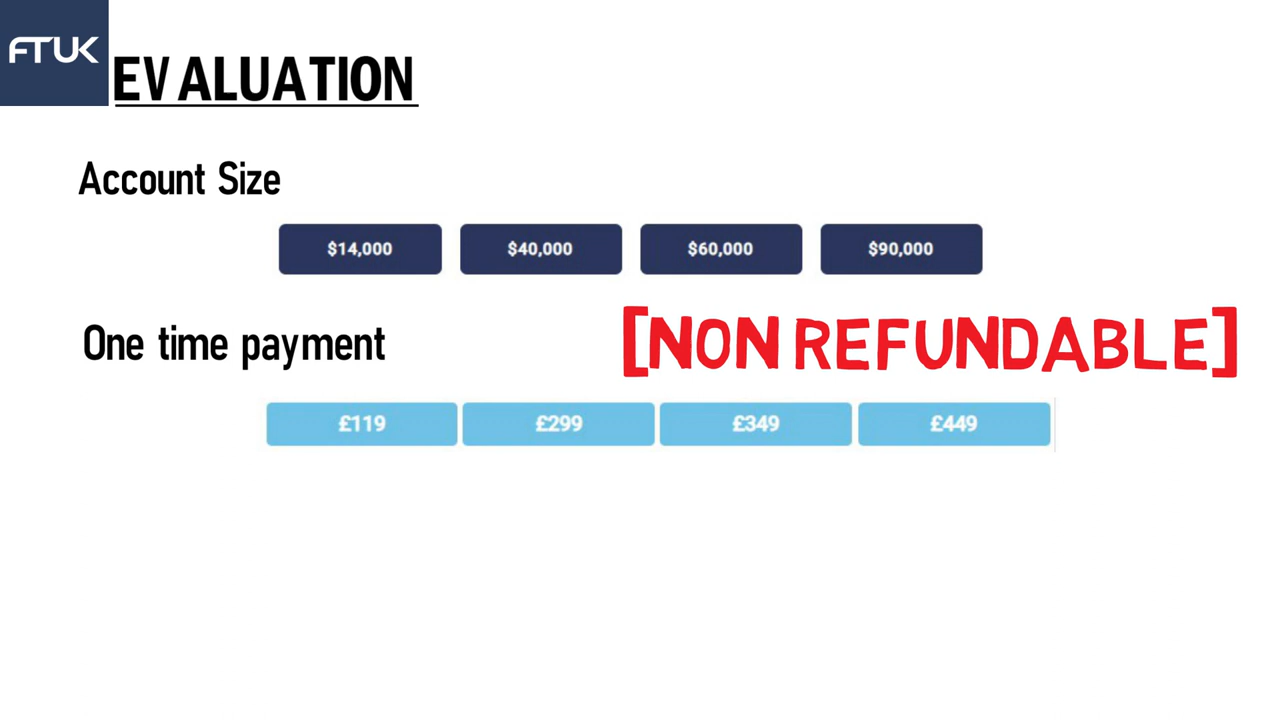 FTUK
EVALUATION
Account Size
$14,000 $40,000 $60,000 $90,000
One time payment [NON REFUNDABLE]
£119 £299 £349 £449